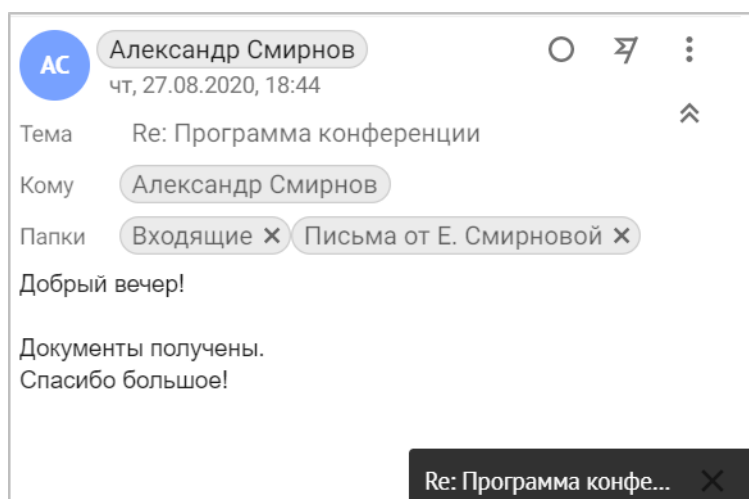 АС
Александр Смирнов
чт, 27.08.2020, 18:44
Тема Re: Программа конференции
Кому Александр Смирнов
Папки Входящие Письма от Е. Смирновой
Добрый вечер!
Документы получены.
Спасибо большое!
Re: Программа конфе...